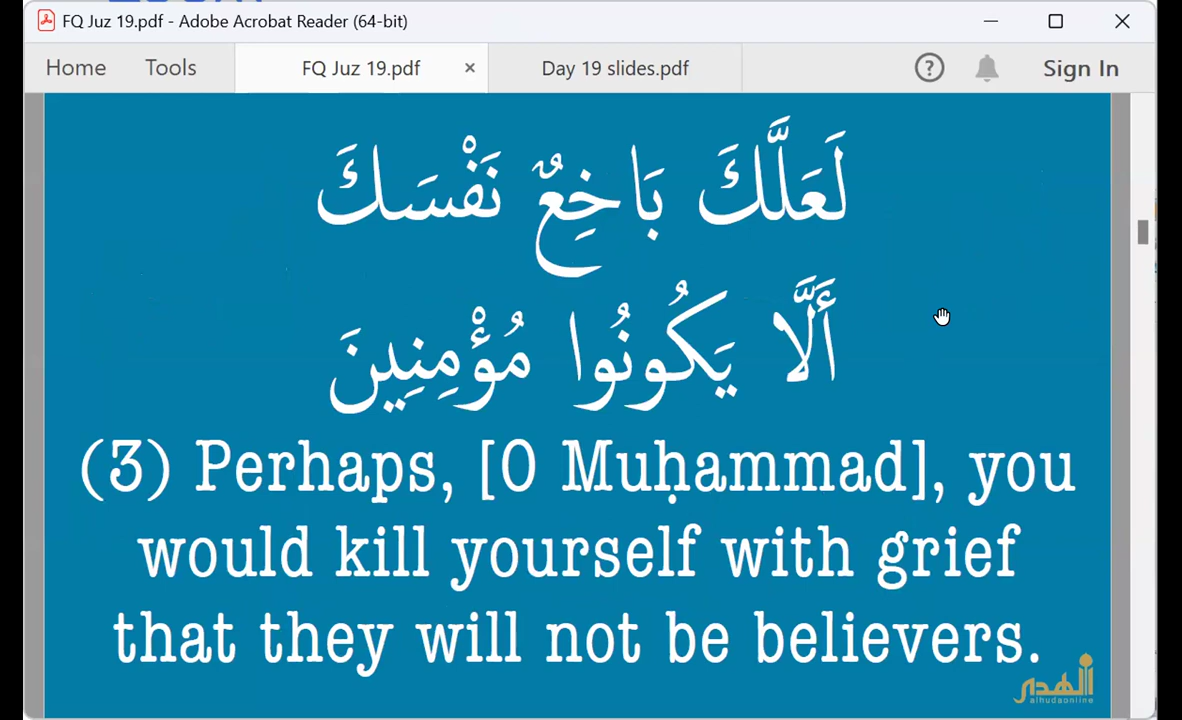 FQ Juz 19.pdf - Adobe Acrobat Reader (64-bit)
Home Tools FQ Juz 19.pdf × Day 19 slides.pdf ? Sign In
لَعَلَّكَ بَاخِعٌ نَفْسَكَ
أَلَّا يَكُونُوا مُؤْمِنِينَ
(3) Perhaps, [O Muḥammad], you
would kill yourself with grief
that they will not be believers.
الهدى
alhudaonline